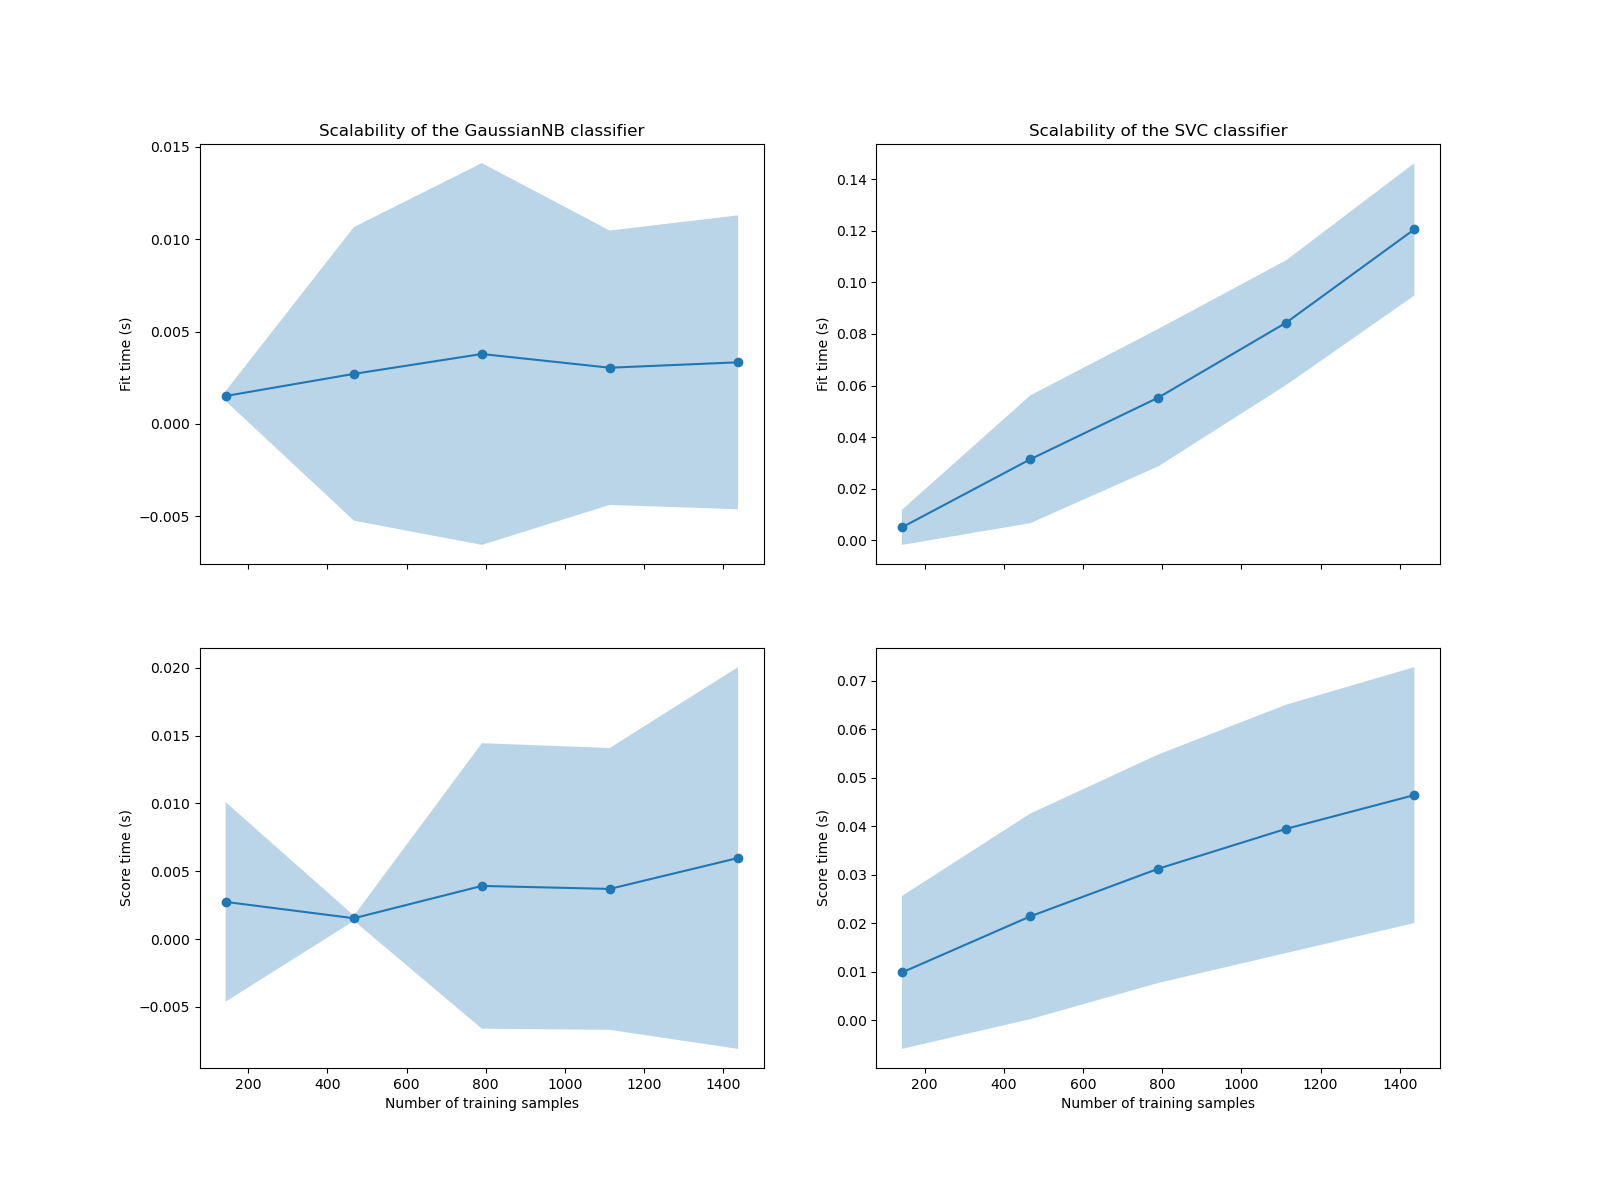 Scalability of the GaussianNB classifier
0.015
0.010
0.005
0.000
−0.005
Fit time (s)
Scalability of the SVC classifier
0.14
0.12
0.10
0.08
0.06
0.04
0.02
0.00
Fit time (s)
0.020
0.015
0.010
0.005
0.000
−0.005
Score time (s)
200 400 600 800 1000 1200 1400
Number of training samples
0.07
0.06
0.05
0.04
0.03
0.02
0.01
0.00
Score time (s)
200 400 600 800 1000 1200 1400
Number of training samples